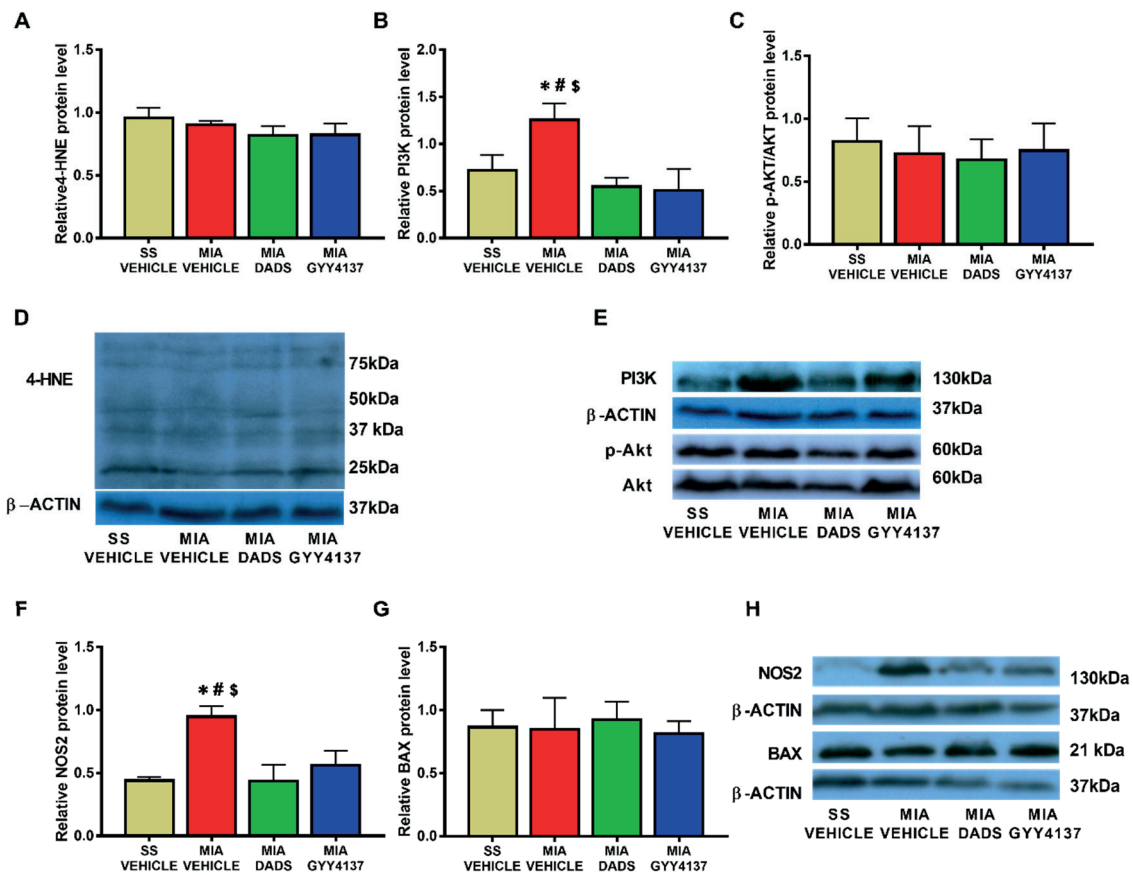 A
Relative4-HNE protein level
1.5
1.0
0.5
0.0
SS
VEHICLE
MIA
VEHICLE
MIA
DADS
MIA
GYY4137
B
Relative PI3K protein level
2.0
1.5
1.0
0.5
0.0
* # $
SS
VEHICLE
MIA
VEHICLE
MIA
DADS
MIA
GYY4137
C
Relative p-AKT/AKT protein level
1.5
1.0
0.5
0.0
SS
VEHICLE
MIA
VEHICLE
MIA
DADS
MIA
GYY4137
D
4-HNE
75kDa
50kDa
37 kDa
25kDa
β-ACTIN
37kDa
SS
VEHICLE
MIA
VEHICLE
MIA
DADS
MIA
GYY4137
E
PI3K
130kDa
β-ACTIN
37kDa
p-Akt
60kDa
Akt
60kDa
SS
VEHICLE
MIA
VEHICLE
MIA
DADS
MIA
GYY4137
F
Relative NOS2 protein level
1.5
1.0
0.5
0.0
* # $
SS
VEHICLE
MIA
VEHICLE
MIA
DADS
MIA
GYY4137
G
Relative BAX protein level
1.5
1.0
0.5
0.0
SS
VEHICLE
MIA
VEHICLE
MIA
DADS
MIA
GYY4137
H
NOS2
130kDa
β-ACTIN
37kDa
BAX
21 kDa
β-ACTIN
37kDa
SS
VEHICLE
MIA
VEHICLE
MIA
DADS
MIA
GYY4137